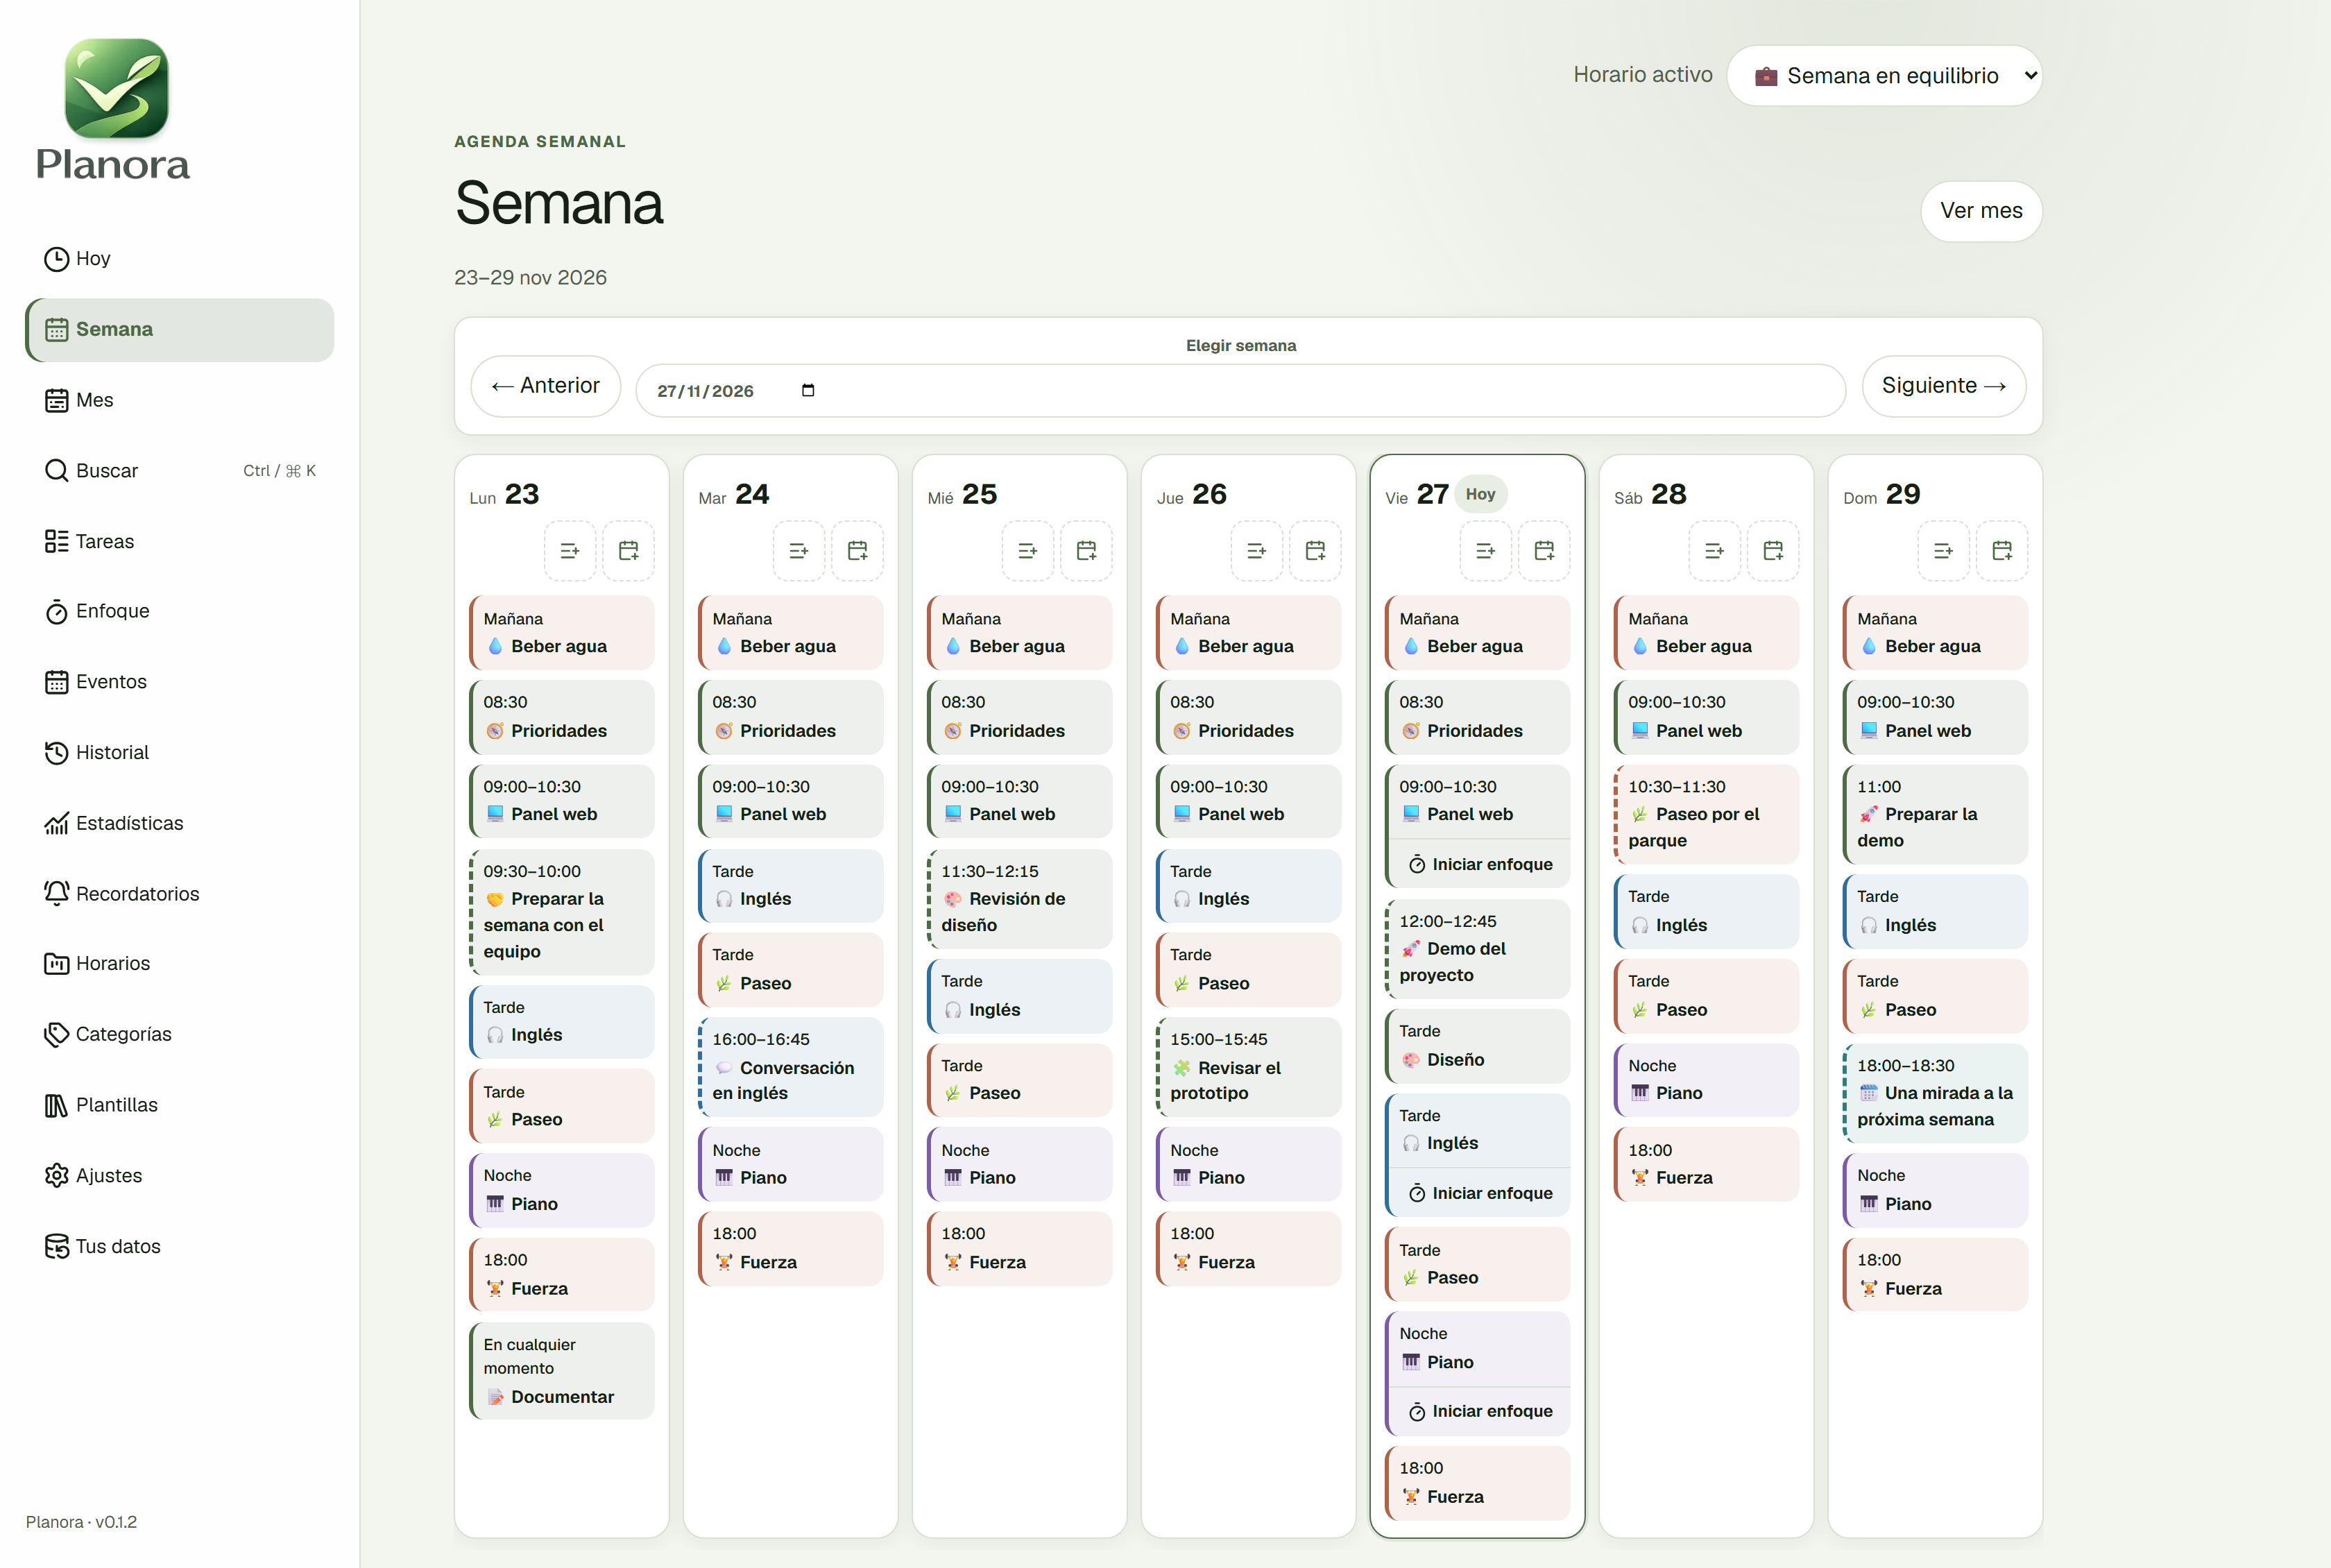 Planora
Hoy
Semana
Mes
Buscar Ctrl / ⌘ K
Tareas
Enfoque
Eventos
Historial
Estadísticas
Recordatorios
Horarios
Categorías
Plantillas
Ajustes
Tus datos
Planora · v0.1.2
Horario activo
Semana en equilibrio
AGENDA SEMANAL
Semana
Ver mes
23–29 nov 2026
Elegir semana
← Anterior
27/11/2026
Siguiente →
Lun 23
Mañana
Beber agua
08:30
Prioridades
09:00–10:30
Panel web
09:30–10:00
Preparar la
semana con el
equipo
Tarde
Inglés
Tarde
Paseo
Noche
Piano
18:00
Fuerza
En cualquier
momento
Documentar
Mar 24
Mañana
Beber agua
08:30
Prioridades
09:00–10:30
Panel web
Tarde
Inglés
Tarde
Paseo
16:00–16:45
Conversación
en inglés
Noche
Piano
18:00
Fuerza
Mié 25
Mañana
Beber agua
08:30
Prioridades
09:00–10:30
Panel web
11:30–12:15
Revisión de
diseño
Tarde
Inglés
Tarde
Paseo
Noche
Piano
18:00
Fuerza
Jue 26
Mañana
Beber agua
08:30
Prioridades
09:00–10:30
Panel web
Tarde
Inglés
Tarde
Paseo
15:00–15:45
Revisar el
prototipo
Noche
Piano
18:00
Fuerza
Vie 27 Hoy
Mañana
Beber agua
08:30
Prioridades
09:00–10:30
Panel web
Iniciar enfoque
12:00–12:45
Demo del
proyecto
Tarde
Diseño
Tarde
Inglés
Iniciar enfoque
Tarde
Paseo
Noche
Piano
Iniciar enfoque
18:00
Fuerza
Sáb 28
Mañana
Beber agua
09:00–10:30
Panel web
10:30–11:30
Paseo por el
parque
Tarde
Inglés
Tarde
Paseo
Noche
Piano
18:00
Fuerza
Dom 29
Mañana
Beber agua
09:00–10:30
Panel web
11:00
Preparar la
demo
Tarde
Inglés
Tarde
Paseo
18:00–18:30
Una mirada a la
próxima semana
Noche
Piano
18:00
Fuerza